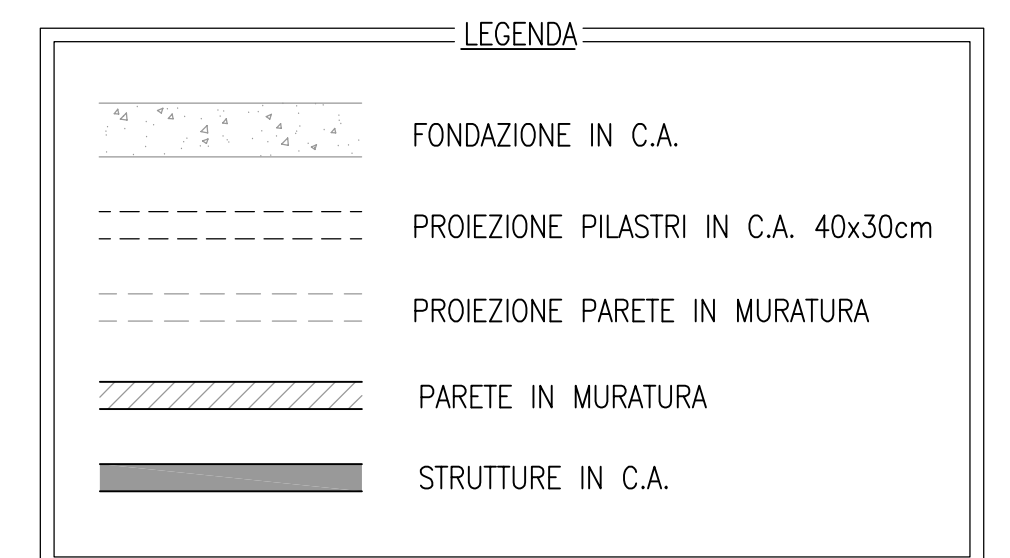 LEGENDA
FONDAZIONE IN C.A.
PROIEZIONE PILASTRI IN C.A. 40x30cm
PROIEZIONE PARETE IN MURATURA
PARETE IN MURATURA
STRUTTURE IN C.A.